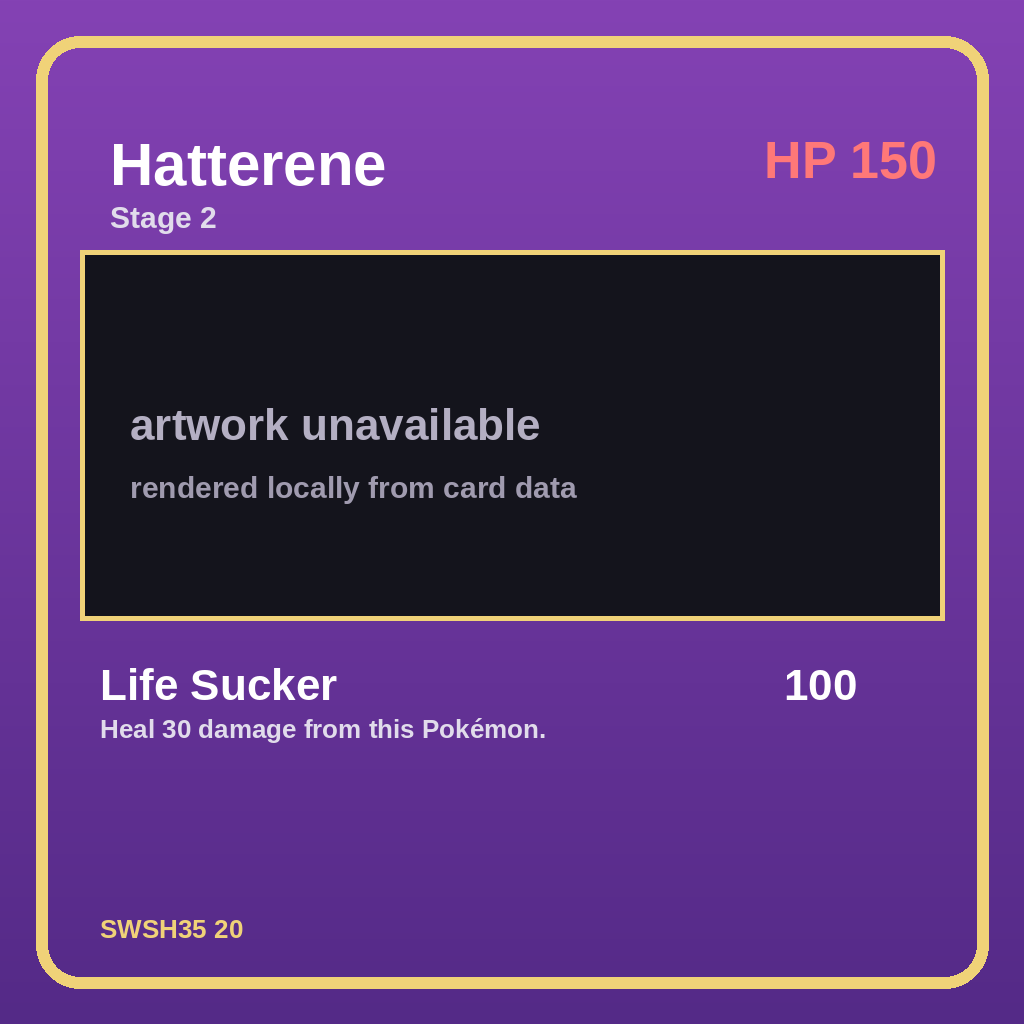 Hatterene
HP 150
Stage 2
artwork unavailable
rendered locally from card data
Life Sucker
100
Heal 30 damage from this Pokémon.
SWSH35 20